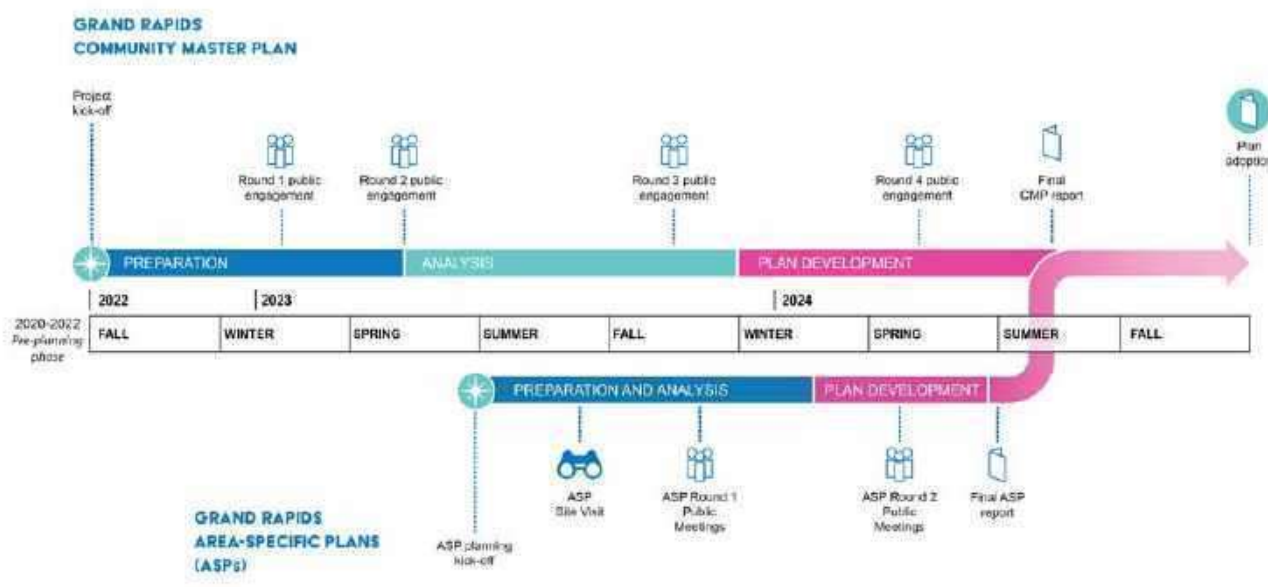 GRAND RAPIDS
COMMUNITY MASTER PLAN
Project
kick-off
Round 1 public
engagement
Round 2 public
engagement
Round 3 public
engagement
Round 4 public
engagement
Final
CMP report
Plan
adoption
PREPARATION
ANALYSIS
PLAN DEVELOPMENT
2022
2023
2024
2020-2022
Pre-planning
phase
FALL
WINTER
SPRING
SUMMER
FALL
WINTER
SPRING
SUMMER
FALL
PREPARATION AND ANALYSIS
PLAN DEVELOPMENT
ASP
Site Visit
ASP Round 1
Public
Meetings
ASP Round 2
Public
Meetings
Final ASP
report
ASP planning
kick-off
GRAND RAPIDS
AREA-SPECIFIC PLANS
(ASPs)